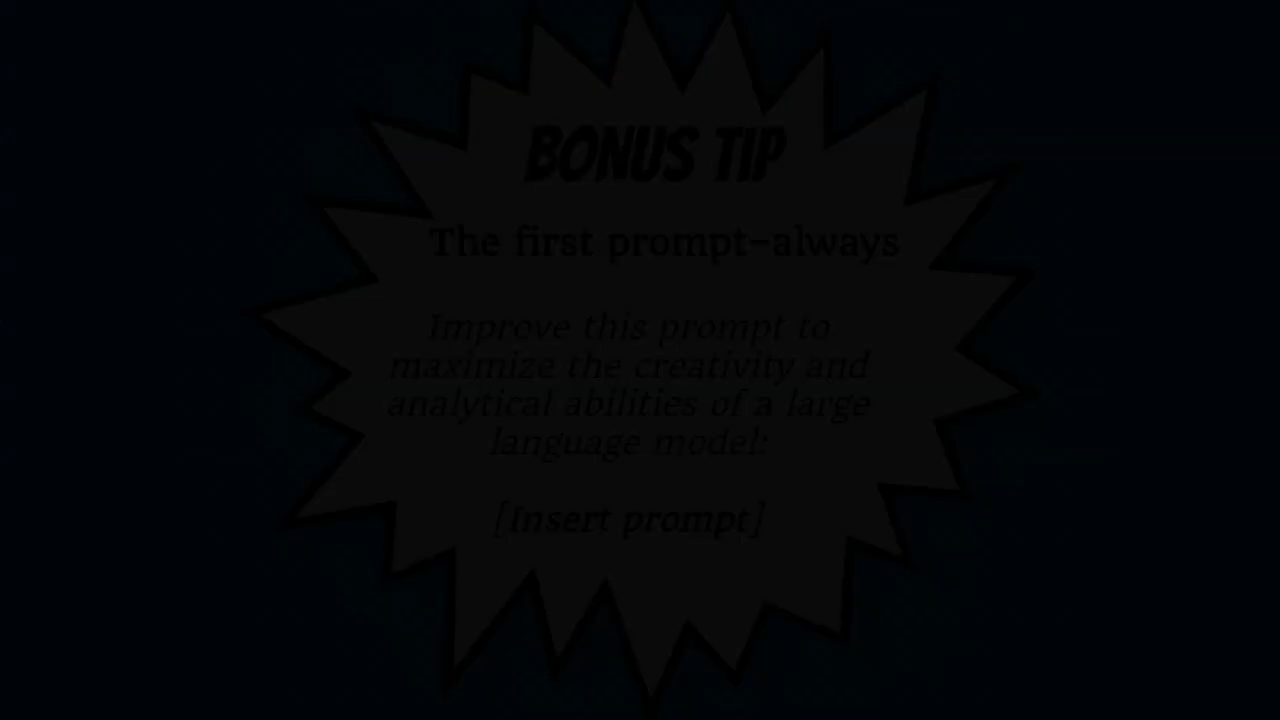 BONUS TIP
The first prompt-always
Improve this prompt to
maximize the creativity and
analytical abilities of a large
language model:
[Insert prompt]